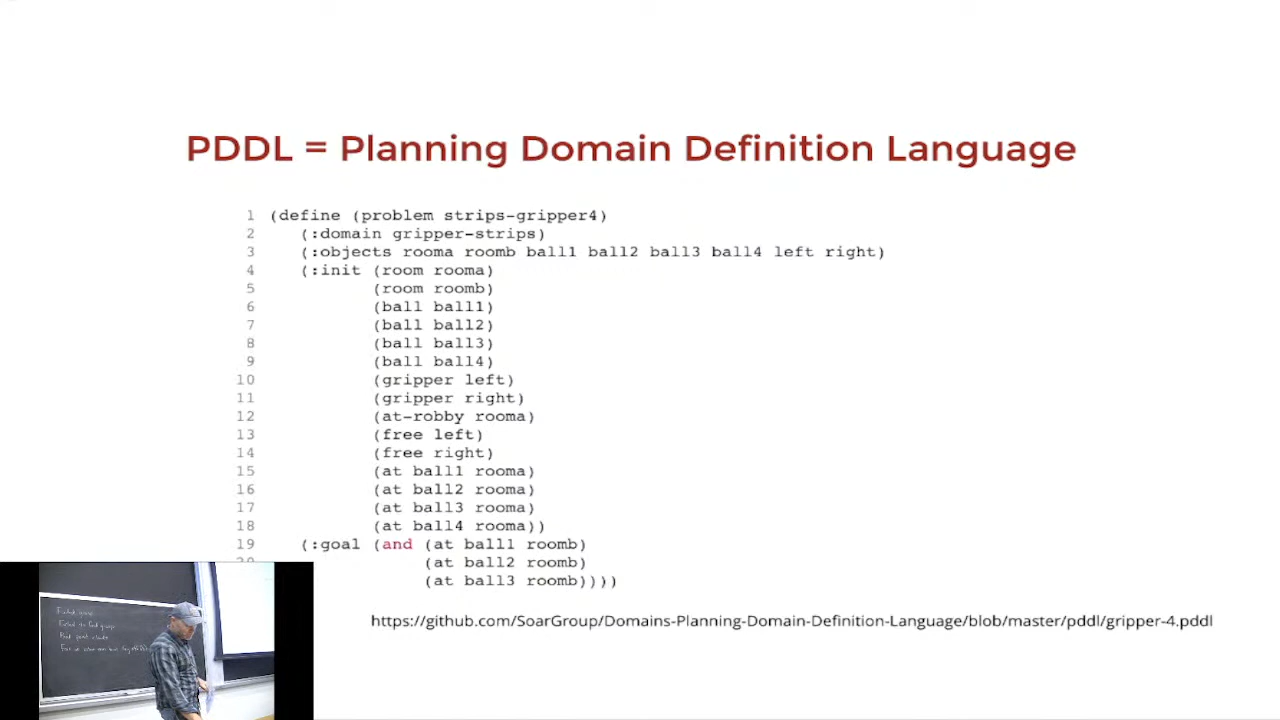 PDDL = Planning Domain Definition Language
1 (define (problem strips-gripper4)
2 (:domain gripper-strips)
3 (:objects rooma roomb ball1 ball2 ball3 ball4 left right)
4 (:init (room rooma)
5 (room roomb)
6 (ball ball1)
7 (ball ball2)
8 (ball ball3)
9 (ball ball4)
10 (gripper left)
11 (gripper right)
12 (at-robby rooma)
13 (free left)
14 (free right)
15 (at ball1 rooma)
16 (at ball2 rooma)
17 (at ball3 rooma)
18 (at ball4 rooma))
19 (:goal (and (at ball1 roomb)
20 (at ball2 roomb)
(at ball3 roomb))))
https://github.com/SoarGroup/Domains-Planning-Domain-Definition-Language/blob/master/pddl/gripper-4.pddl